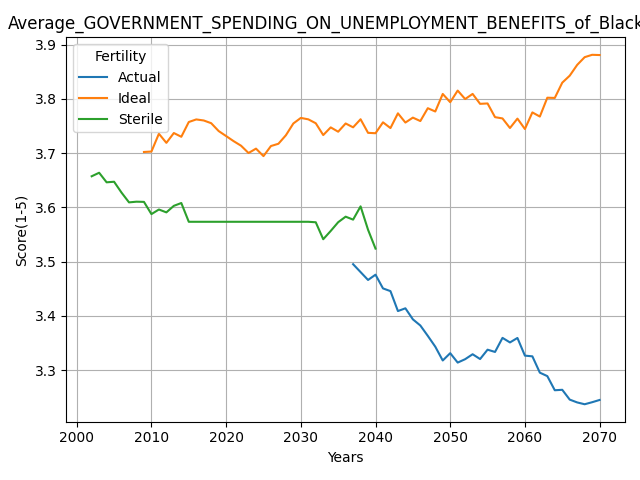 Average_GOVERNMENT_SPENDING_ON_UNEMPLOYMENT_BENEFITS_of_Black
Fertility
Actual
Ideal
Sterile
3.9
3.8
3.7
3.6
3.5
3.4
3.3
Score(1-5)
2000 2010 2020 2030 2040 2050 2060 2070
Years